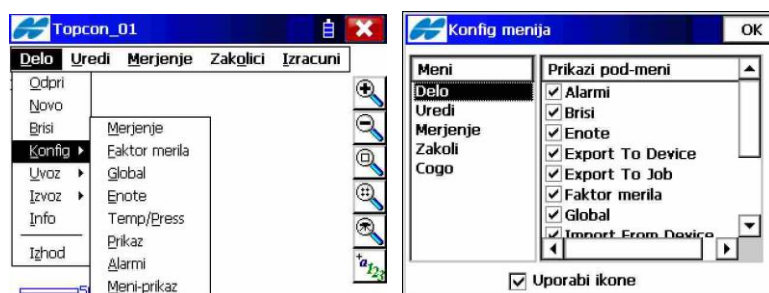 Topcon_01
Delo Uredi Merjenje Zakolici Izracuni
Odpri
Novo
Brisi
Konfig
Uvoz
Izvoz
Info
Izhod
Merjenje
Faktor merila
Global
Enote
Temp/Press
Prikaz
Alarmi
Meni-prikaz
Konfig menija OK
Meni
Delo
Uredi
Merjenje
Zakoli
Cogo
Prikazi pod-meni
Alarmi
Brisi
Enote
Export To Device
Export To Job
Faktor merila
Global
Import From Device
Uporabi ikone